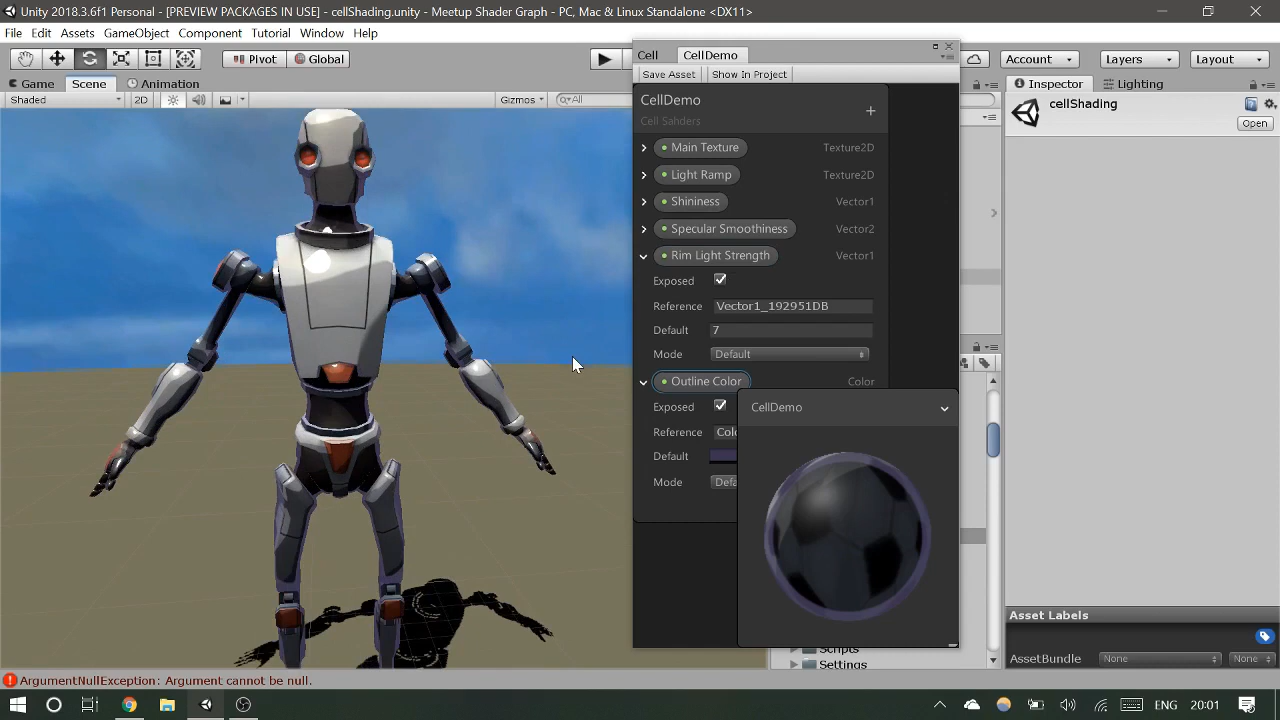 Unity 2018.3.6f1 Personal - [PREVIEW PACKAGES IN USE] - cellShading.unity - Meetup Shader Graph - PC, Mac & Linux Standalone <DX11>
File Edit Assets GameObject Component Tutorial Window Help
Pivot Global Account Layers Layout
Game Scene Animation
Shaded 2D Gizmos All
Cell CellDemo
Save Asset Show In Project
CellDemo
Cell Sahders
Main Texture Texture2D
Light Ramp Texture2D
Shininess Vector1
Specular Smoothiness Vector2
Rim Light Strength Vector1
Exposed
Reference Vector1_192951DB
Default 7
Mode Default
Outline Color Color
Exposed
Reference Colo
Default
Mode Defa
CellDemo
Inspector Lighting
cellShading
Open
Scripts
Settings
Asset Labels
AssetBundle None None
ArgumentNullException: Argument cannot be null.
ENG 20:01